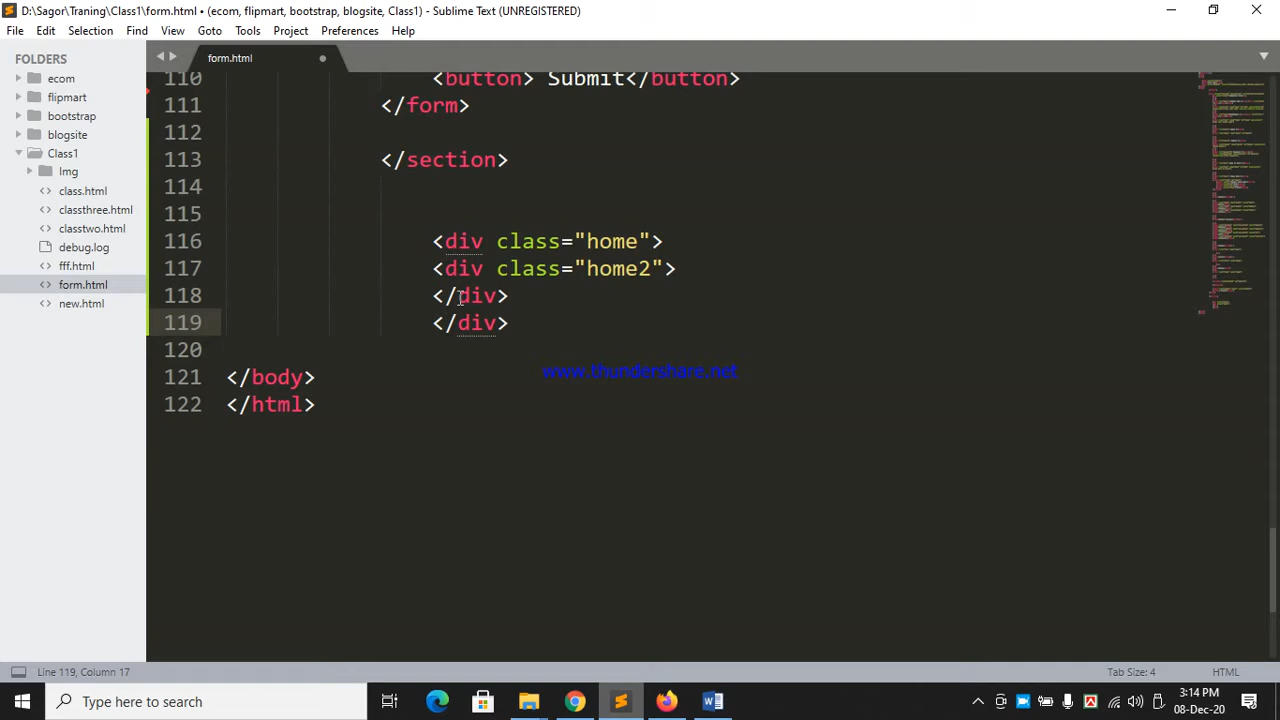 D:\Sagor\Traning\Class1\form.html • (ecom, flipmart, bootstrap, blogsite, Class1) - Sublime Text (UNREGISTERED)
File Edit Selection Find View Goto Tools Project Preferences Help
FOLDERS
ecom
flipmart
bootstrap
blogsite
Class1
Img
class.html
classthree.html
classtwo.html
debug.log
fff.html
form.html
new.html
form.html
110 <button> Submit</button>
111 </form>
112
113 </section>
114
115
116 <div class="home">
117 <div class="home2">
118 </div>
119 </div>
120
121 </body>
122 </html>
www.thundershare.net
Line 119, Column 17
Tab Size: 4
HTML
Type here to search
3:14 PM
08-Dec-20